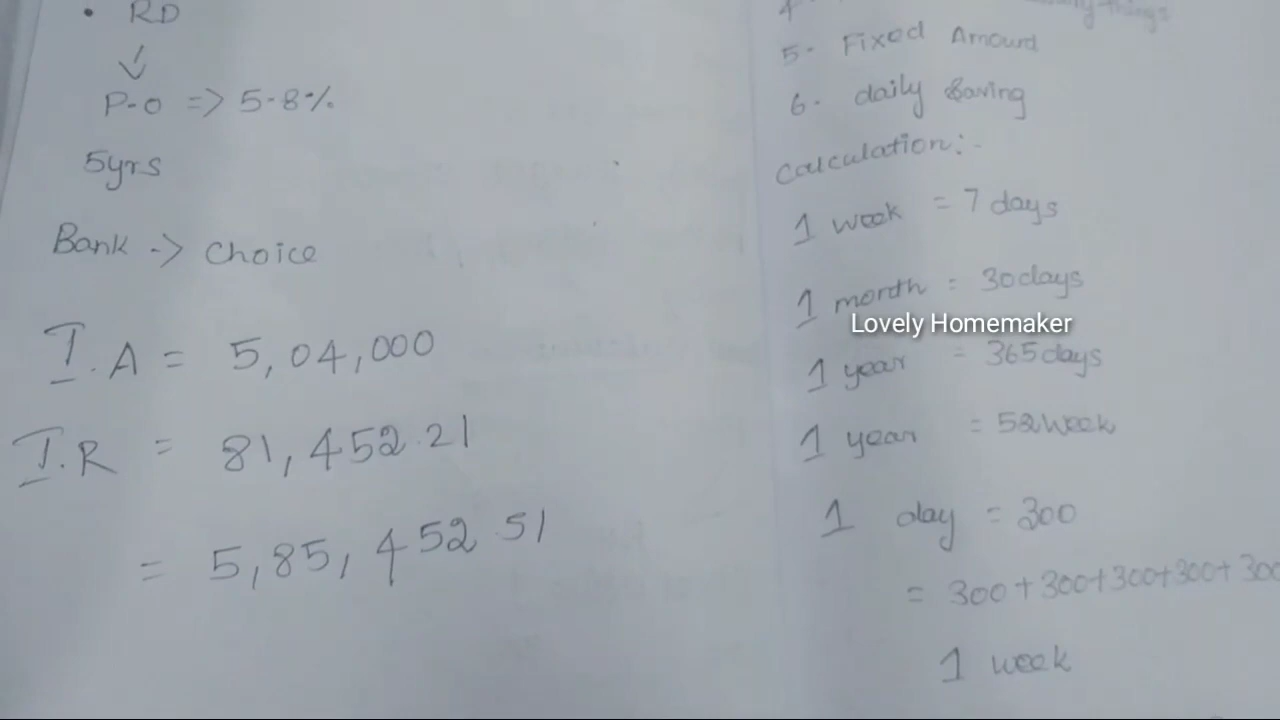 • RD
↓
P-O => 5.8%
5yrs
Bank -> Choice
I.A = 5,04,000
I.R = 81,452.21
= 5,85,452 51
5. Fixed Amount
6. daily Saving
Calculation:-
1 week = 7 days
1 month = 30days
Lovely Homemaker
1 year = 365days
1 year = 52week
1 day = 300
= 300+300+300+300+300
1 week